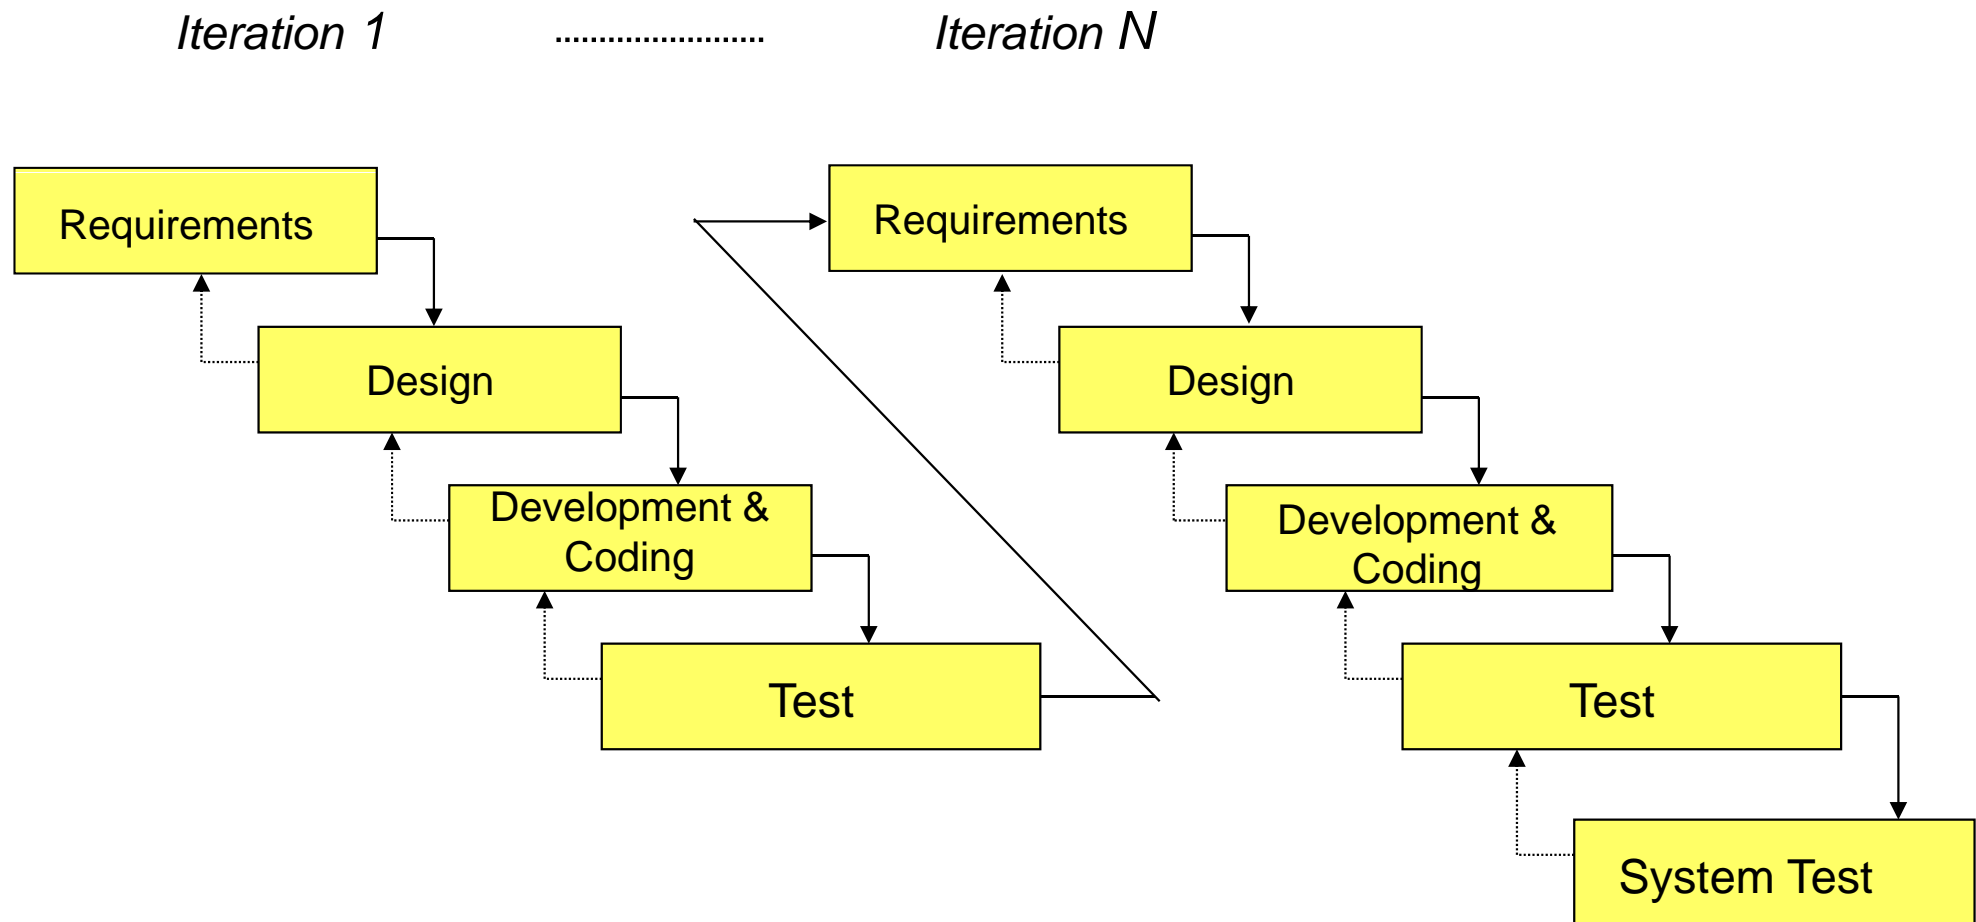 Iteration 1 ........................ Iteration N
Requirements
Design
Development &
Coding
Test
Requirements
Design
Development &
Coding
Test
System Test